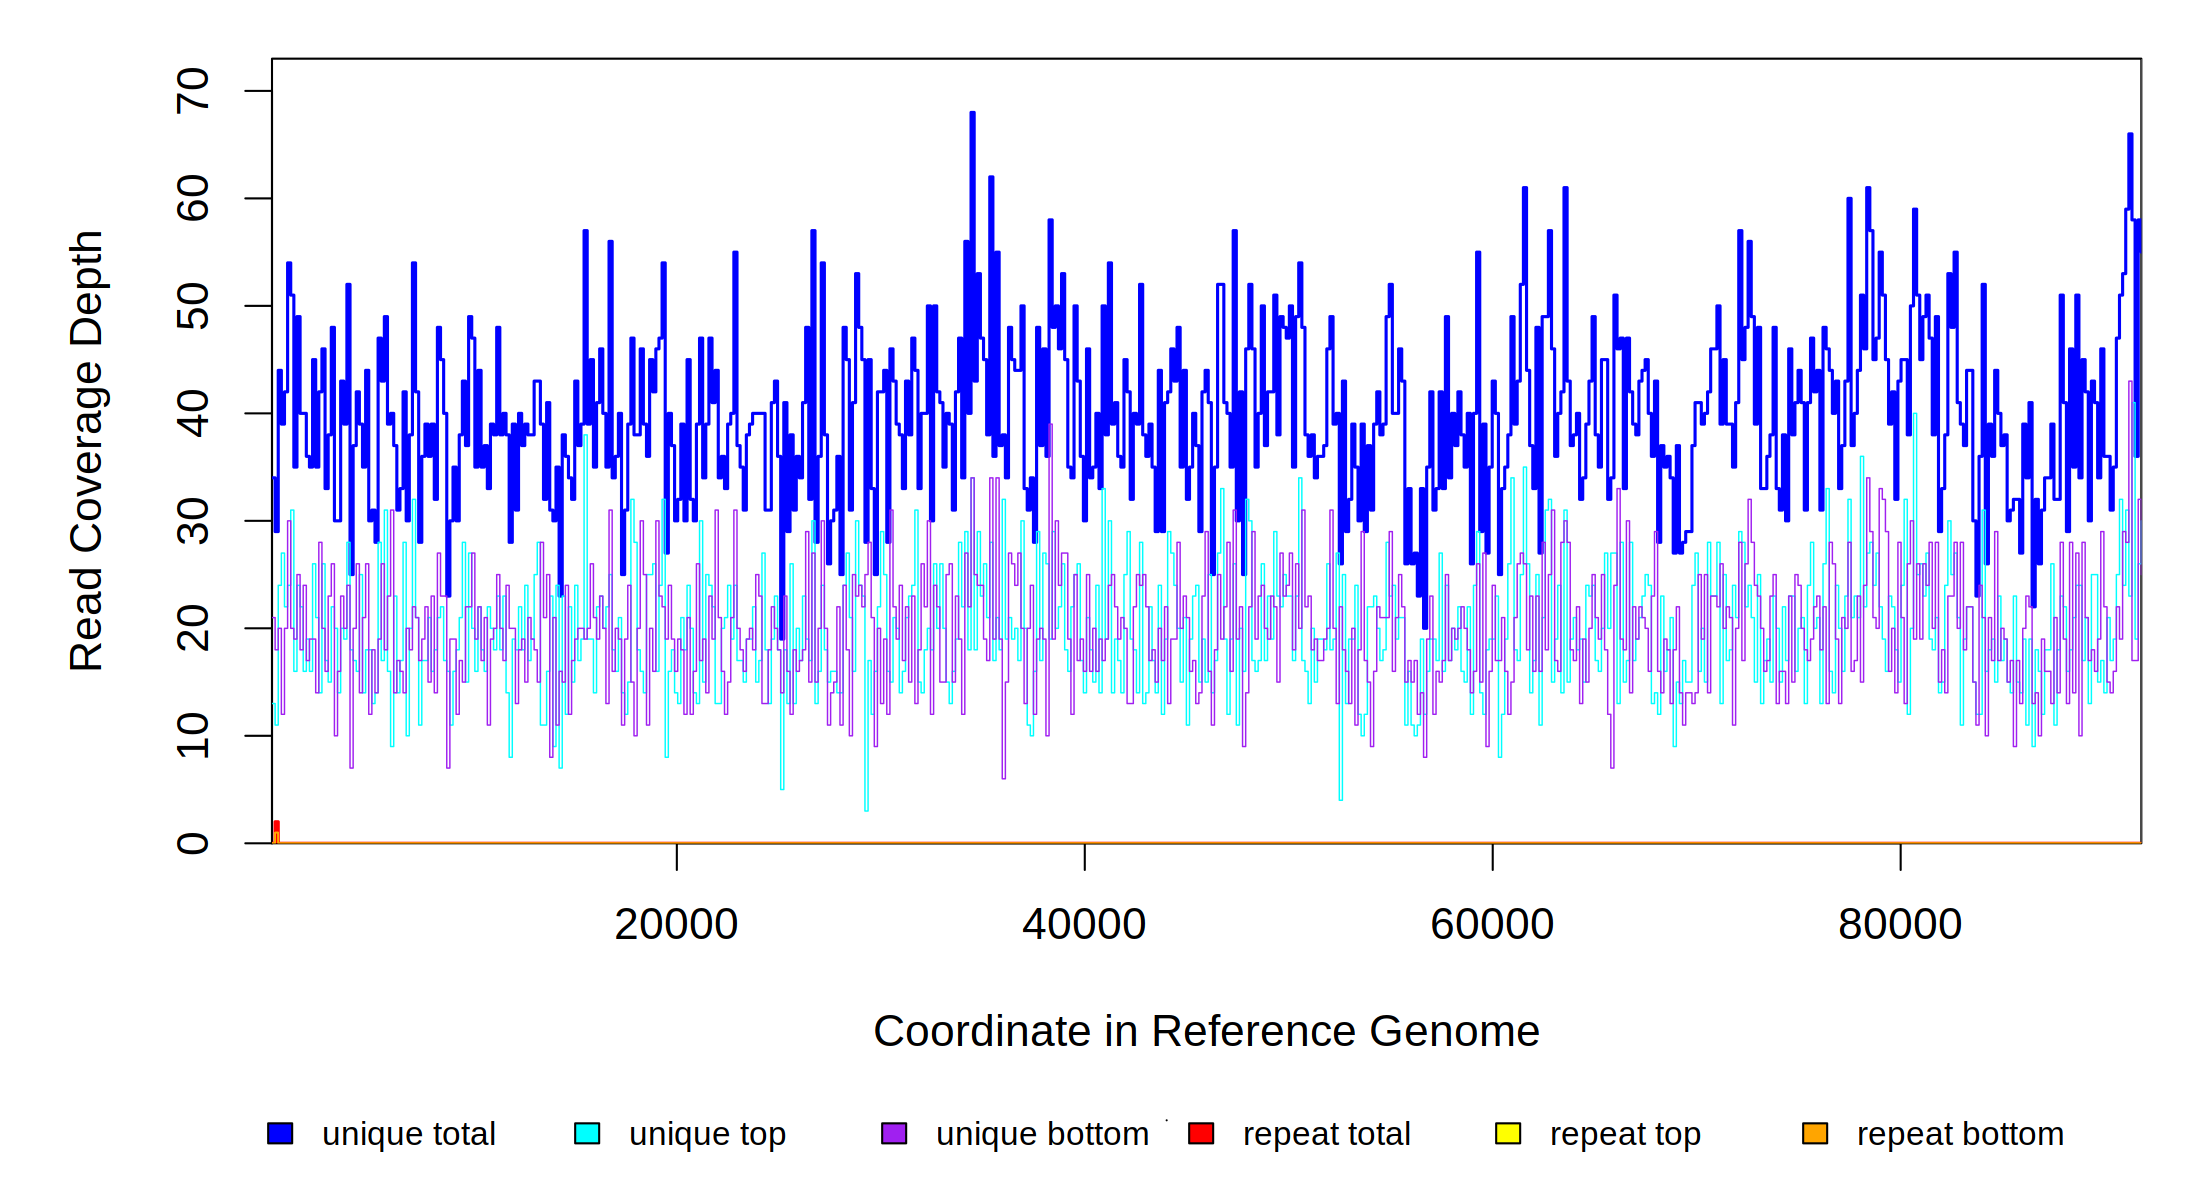 Read Coverage Depth
70
60
50
40
30
20
10
0
20000 40000 60000 80000
Coordinate in Reference Genome
unique total unique top unique bottom repeat total repeat top repeat bottom